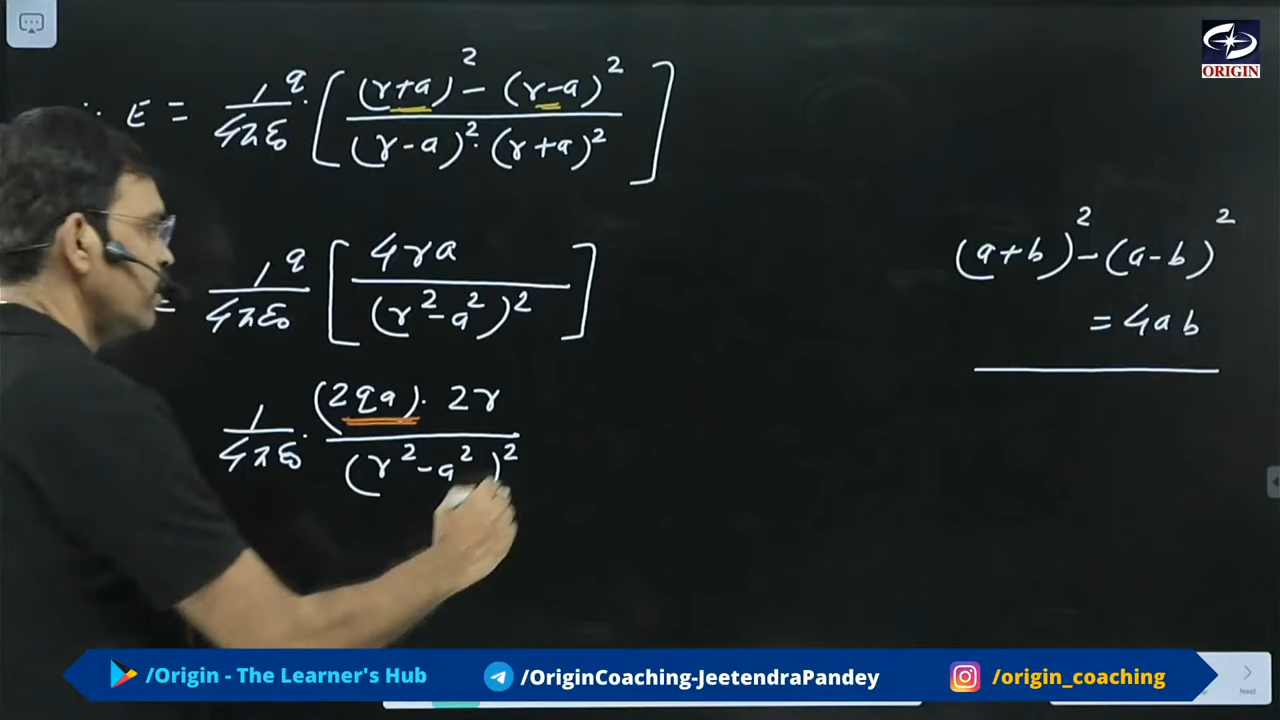 ORIGIN
∴ E = 1/4πε₀ q · [ (r+a)² − (r−a)² / (r−a)² · (r+a)² ]
= 1/4πε₀ q [ 4ra / (r²−a²)² ]
1/4πε₀ · (2qa) · 2r / (r²−a²)²
(a+b)² − (a−b)²
= 4ab
/Origin - The Learner's Hub
/OriginCoaching-JeetendraPandey
/origin_coaching
Next